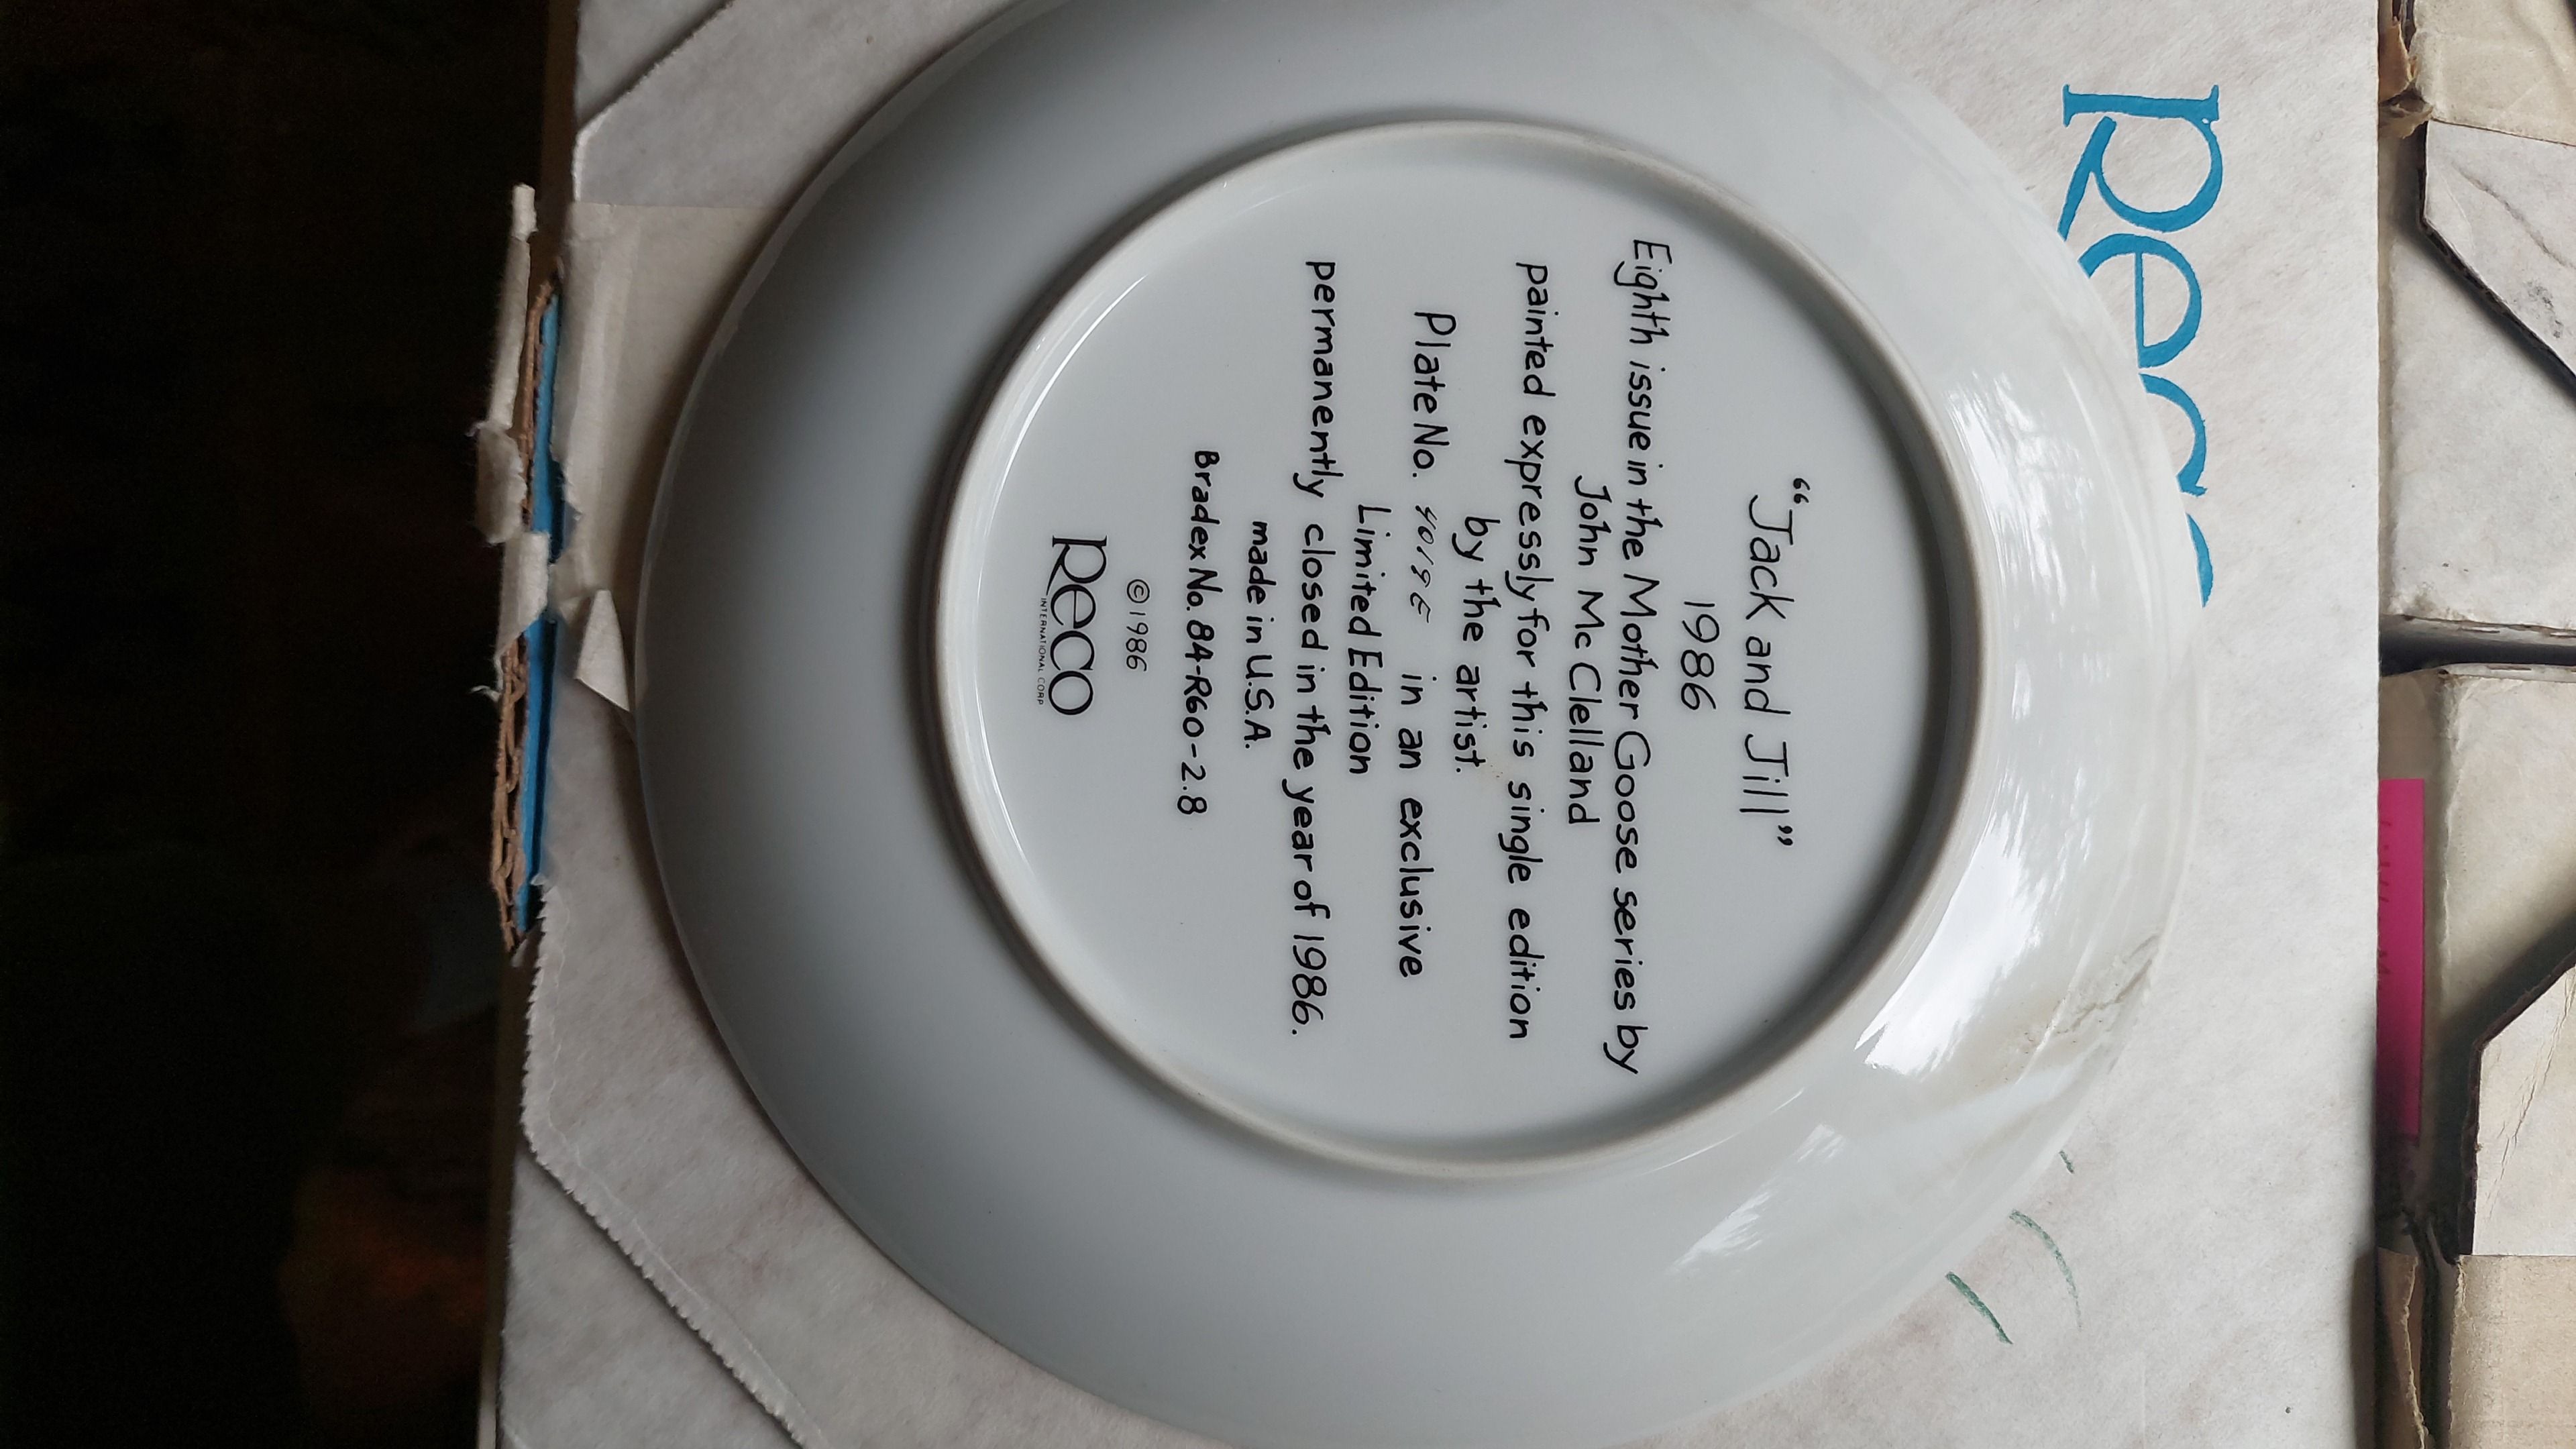 "Jack and Jill"
1986
Eighth issue in the Mother Goose series by
John McClelland
painted expressly for this single edition
by the artist.
Plate No. in an exclusive
Limited Edition
permanently closed in the year of 1986.
made in U.S.A.
Bradex No. 84-R60-2.8
©1986
Reco
INTERNATIONAL CORP.
Reco